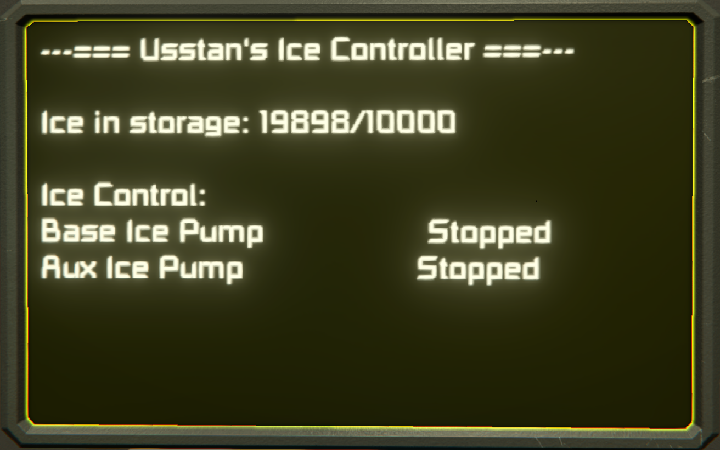 ---=== Usstan's Ice Controller ===---
Ice in storage: 19898/10000
Ice Control:
Base Ice Pump Stopped
Aux Ice Pump Stopped